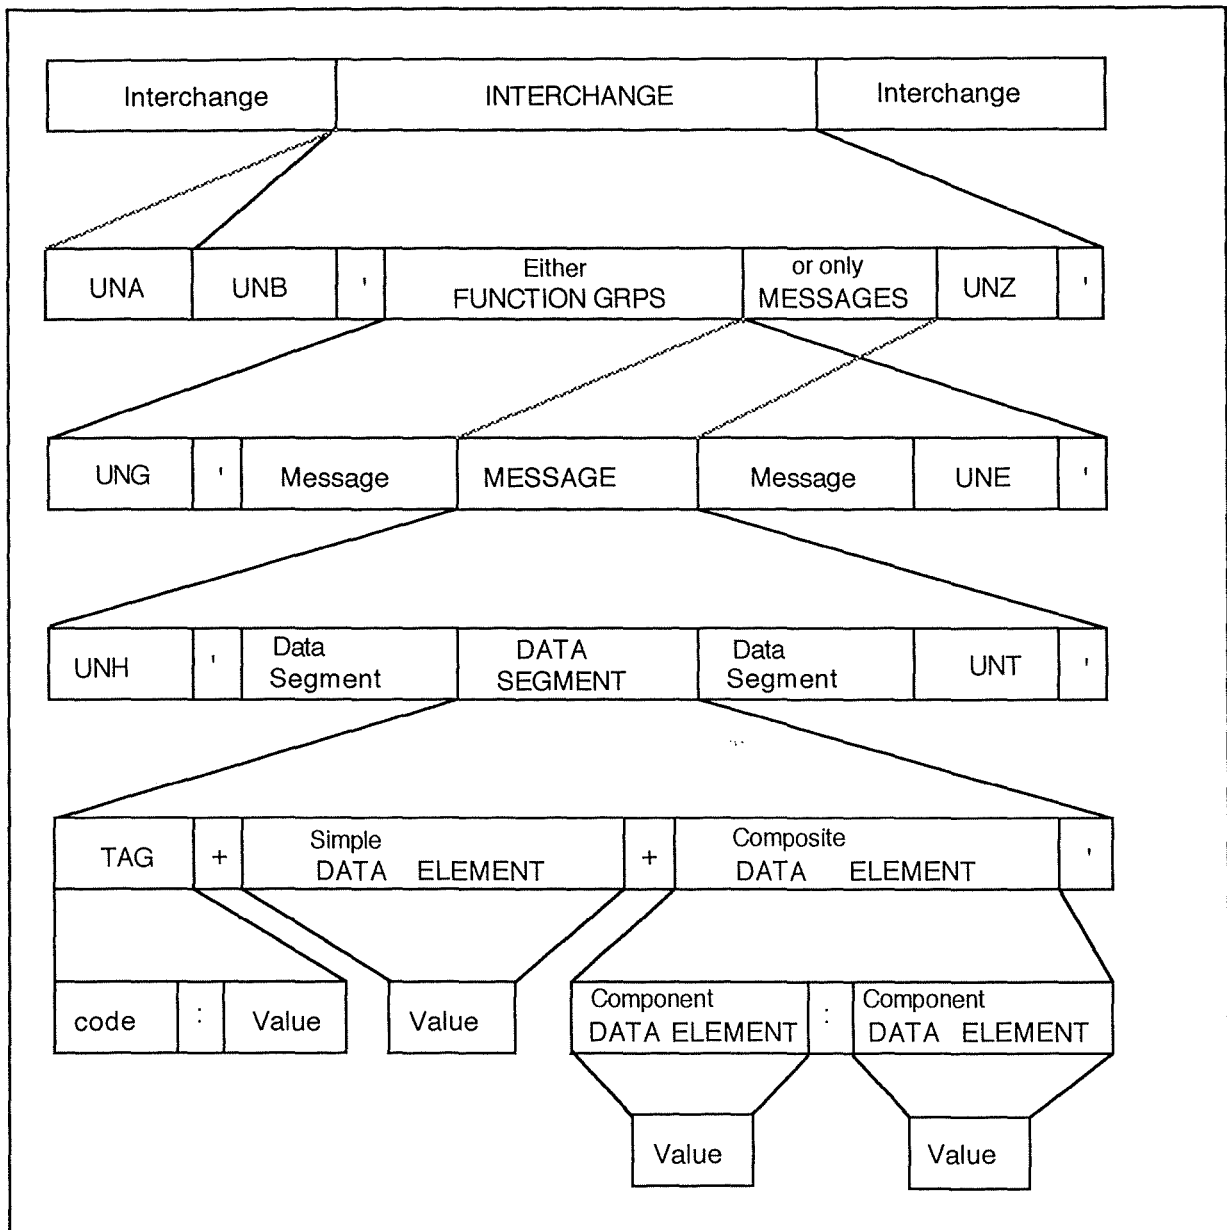 Interchange INTERCHANGE Interchange
UNA UNB ' Either FUNCTION GRPS or only MESSAGES UNZ '
UNG ' Message MESSAGE Message UNE '
UNH ' Data Segment DATA SEGMENT Data Segment UNT '
TAG + Simple DATA ELEMENT + Composite DATA ELEMENT '
code : Value Value Component DATA ELEMENT : Component DATA ELEMENT
Value Value